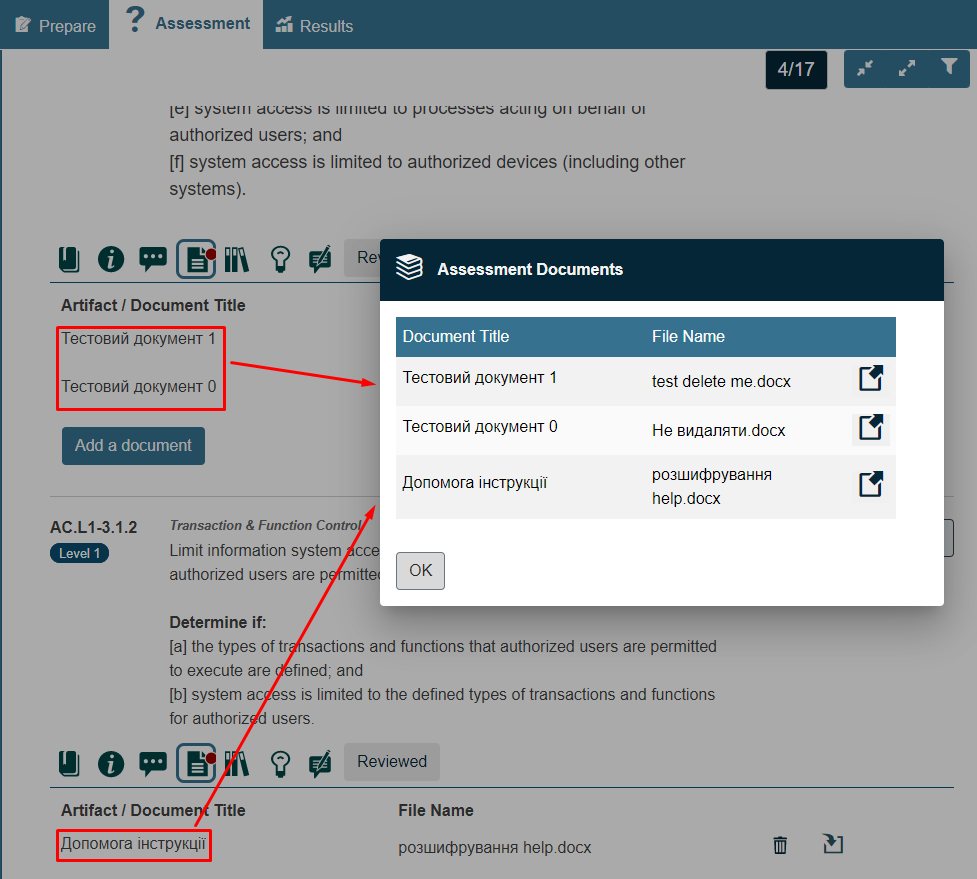 Prepare
? Assessment
Results
4/17
[e] system access is limited to processes acting on behalf of
authorized users; and
[f] system access is limited to authorized devices (including other
systems).
Artifact / Document Title
Тестовий документ 1
Тестовий документ 0
Add a document
Assessment Documents
Document Title File Name
Тестовий документ 1 test delete me.docx
Тестовий документ 0 Не видаляти.docx
Допомога інструкції розшифрування
help.docx
OK
AC.L1-3.1.2
Level 1
Transaction & Function Control
Limit information system acce
authorized users are permitted
Determine if:
[a] the types of transactions and functions that authorized users are permitted
to execute are defined; and
[b] system access is limited to the defined types of transactions and functions
for authorized users.
Reviewed
Artifact / Document Title File Name
Допомога інструкції розшифрування help.docx